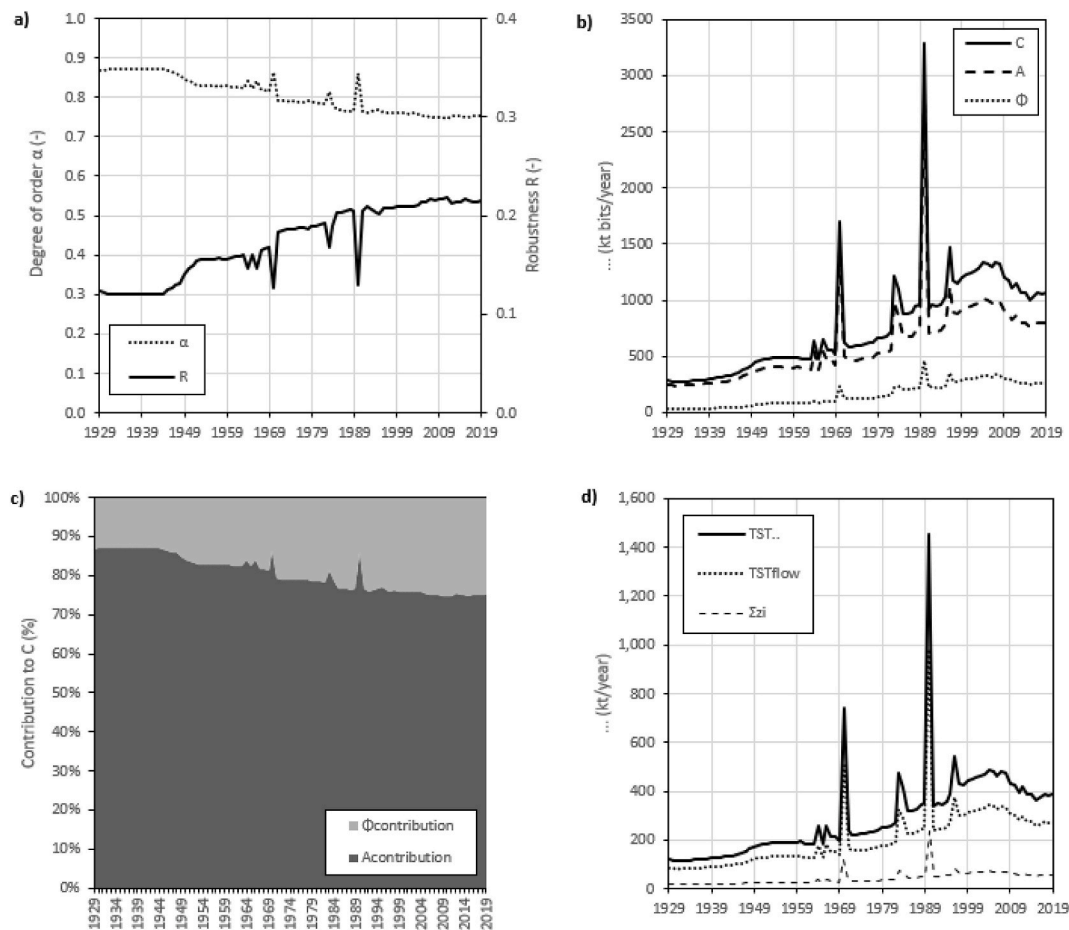 a)
1.0
0.9
0.8
0.7
0.6
0.5
0.4
0.3
0.2
0.1
0.0
Degree of order α (-)
0.4
0.3
0.2
0.1
0.0
Robustness R (-)
α
R
1929 1939 1949 1959 1969 1979 1989 1999 2009 2019
b)
3500
3000
2500
2000
1500
1000
500
0
... (kt bits/year)
C
A
Φ
1929 1939 1949 1959 1969 1979 1989 1999 2009 2019
c)
100%
90%
80%
70%
60%
50%
40%
30%
20%
10%
0%
Contribution to C (%)
Φcontribution
Acontribution
1929 1934 1939 1944 1949 1954 1959 1964 1969 1974 1979 1984 1989 1994 1999 2004 2009 2014 2019
d)
1,600
1,400
1,200
1,000
800
600
400
200
0
... (kt/year)
TST..
TSTflow
Σzi
1929 1939 1949 1959 1969 1979 1989 1999 2009 2019